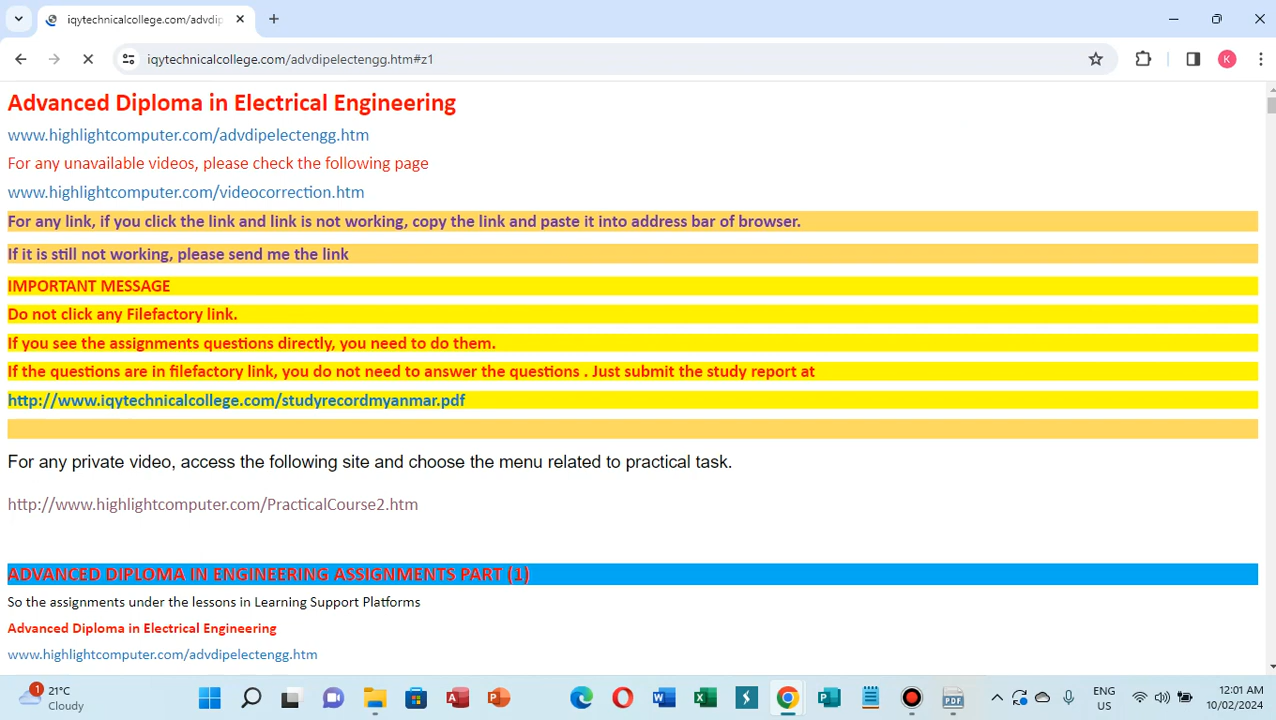 iqytechnicalcollege.com/advdip
iqytechnicalcollege.com/advdipelectengg.htm#z1
K
Advanced Diploma in Electrical Engineering
www.highlightcomputer.com/advdipelectengg.htm
For any unavailable videos, please check the following page
www.highlightcomputer.com/videocorrection.htm
For any link, if you click the link and link is not working, copy the link and paste it into address bar of browser.
If it is still not working, please send me the link
IMPORTANT MESSAGE
Do not click any Filefactory link.
If you see the assignments questions directly, you need to do them.
If the questions are in filefactory link, you do not need to answer the questions . Just submit the study report at
http://www.iqytechnicalcollege.com/studyrecordmyanmar.pdf
For any private video, access the following site and choose the menu related to practical task.
http://www.highlightcomputer.com/PracticalCourse2.htm
ADVANCED DIPLOMA IN ENGINEERING ASSIGNMENTS PART (1)
So the assignments under the lessons in Learning Support Platforms
Advanced Diploma in Electrical Engineering
www.highlightcomputer.com/advdipelectengg.htm
1
21°C
Cloudy
A
P
W
X
S
P
PDF
ENG
US
12:01 AM
10/02/2024